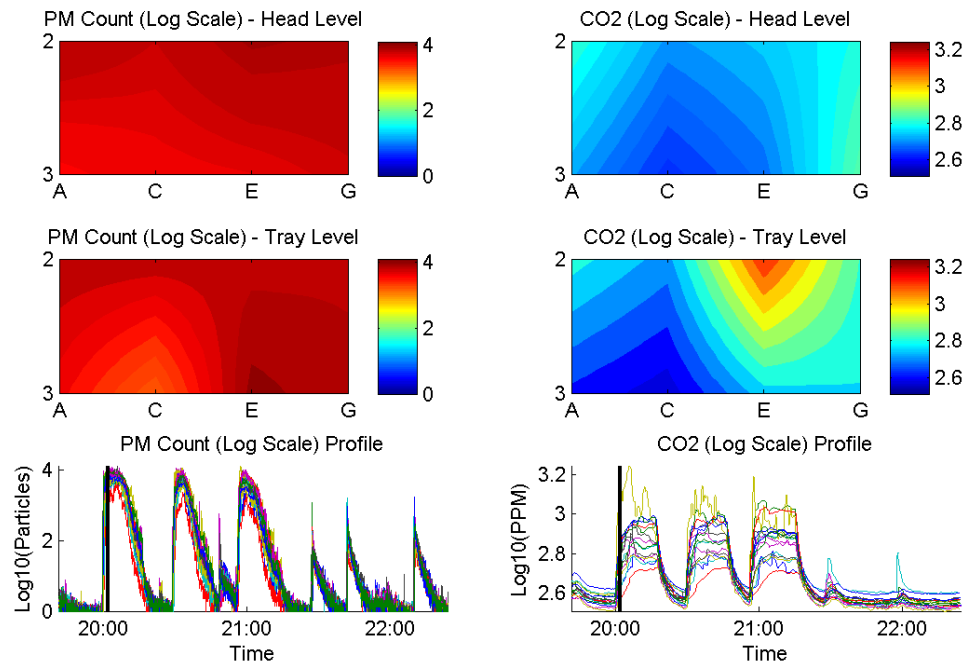 PM Count (Log Scale) - Head Level
2
3
A C E G
4
2
0
CO2 (Log Scale) - Head Level
2
3
A C E G
3.2
3
2.8
2.6
PM Count (Log Scale) - Tray Level
2
3
A C E G
4
2
0
CO2 (Log Scale) - Tray Level
2
3
A C E G
3.2
3
2.8
2.6
PM Count (Log Scale) Profile
Log10(Particles)
4
2
0
20:00 21:00 22:00
Time
CO2 (Log Scale) Profile
Log10(PPM)
3.2
3
2.8
2.6
20:00 21:00 22:00
Time